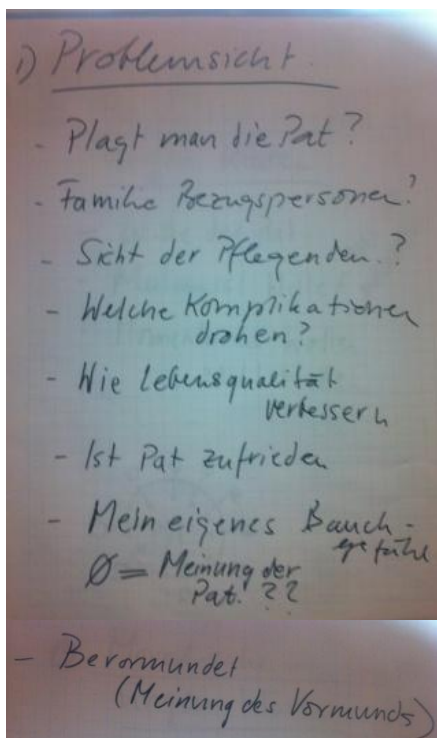 1) Problemsicht.
- Plagt man die Pat?
- Familie Bezugspersonen?
- Sicht der Pflegenden.?
- Welche Komplikationen
drohen?
- Wie Lebensqualität
verbessern
- Ist Pat zufrieden
- Mein eigenes Bauch-
gefühl
Ø = Meinung der
Pat. ??
- Bevormundet
(Meinung des Vormunds)